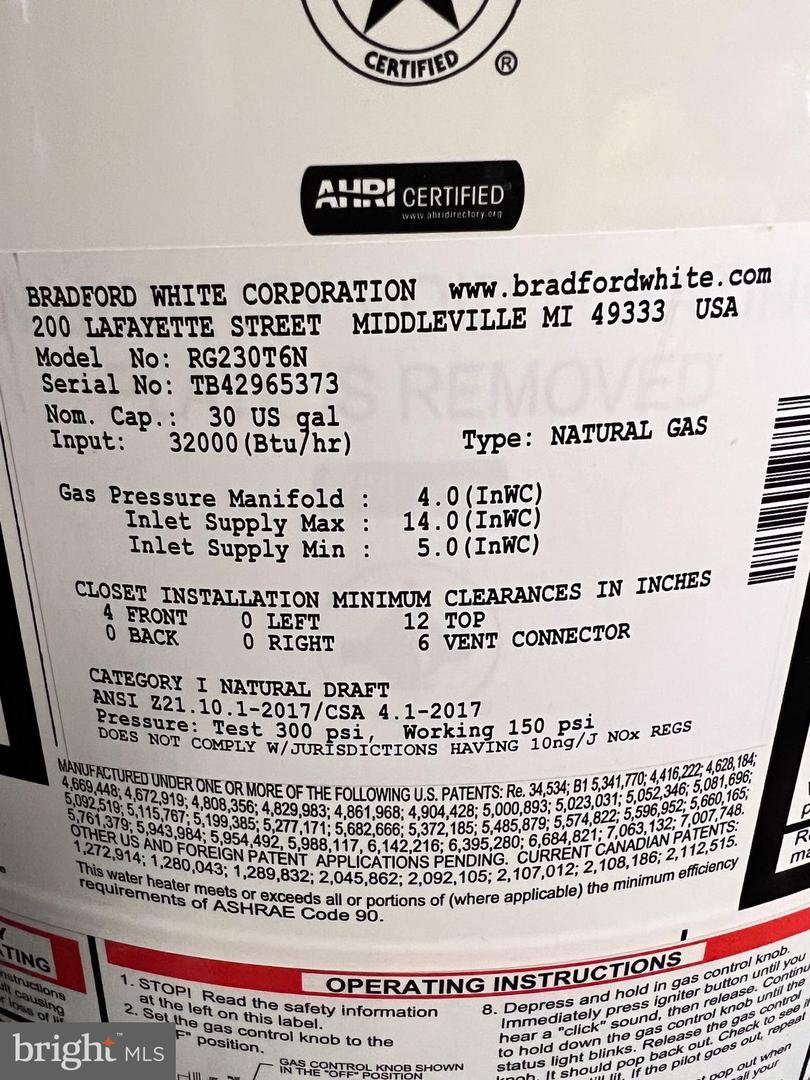 CERTIFIED ®
AHRI CERTIFIED
www.ahridirectory.org
BRADFORD WHITE CORPORATION www.bradfordwhite.com
200 LAFAYETTE STREET MIDDLEVILLE MI 49333 USA
Model No: RG230T6N
Serial No: TB42965373
S REMOVED
Nom. Cap.: 30 US gal
Input: 32000(Btu/hr) Type: NATURAL GAS
Gas Pressure Manifold : 4.0(InWC)
Inlet Supply Max : 14.0(InWC)
Inlet Supply Min : 5.0(InWC)
CLOSET INSTALLATION MINIMUM CLEARANCES IN INCHES
4 FRONT 0 LEFT 12 TOP
0 BACK 0 RIGHT 6 VENT CONNECTOR
CATEGORY I NATURAL DRAFT
ANSI Z21.10.1-2017/CSA 4.1-2017
Pressure: Test 300 psi, Working 150 psi
DOES NOT COMPLY W/JURISDICTIONS HAVING 10ng/J NOx REGS
MANUFACTURED UNDER ONE OR MORE OF THE FOLLOWING U.S. PATENTS: Re. 34,534; B1 5,341,770; 4,416,222; 4,628,184;
4,669,448; 4,672,919; 4,808,356; 4,829,983; 4,861,968; 4,904,428; 5,000,893; 5,023,031; 5,052,346; 5,081,696;
5,092,519; 5,115,767; 5,199,385; 5,277,171; 5,682,666; 5,372,185; 5,485,879; 5,574,822; 5,596,952; 5,660,165;
5,761,379; 5,943,984; 5,954,492, 5,988,117, 6,142,216; 6,395,280; 6,684,821; 7,063,132; 7,007,748.
OTHER US AND FOREIGN PATENT APPLICATIONS PENDING. CURRENT CANADIAN PATENTS:
1,272,914; 1,280,043; 1,289,832; 2,045,862; 2,092,105; 2,107,012; 2,108,186; 2,112,515.
This water heater meets or exceeds all or portions of (where applicable) the minimum efficiency
requirements of ASHRAE Code 90.
TING
nstructions
causing
loss of
OPERATING INSTRUCTIONS
1. STOP! Read the safety information
at the left on this label.
2. Set the gas control knob to the
F" position.
GAS CONTROL KNOB SHOWN
IN THE "OFF" POSITION
8. Depress and hold in gas control knob.
Immediately press igniter button until you
hear a "click" sound, then release. Continu
to hold down the gas control knob until the
status light blinks. Release the gas control
knob. It should pop back out. Check to see if
lit. If the pilot goes out, repeat
pop out when
all your
bright MLS